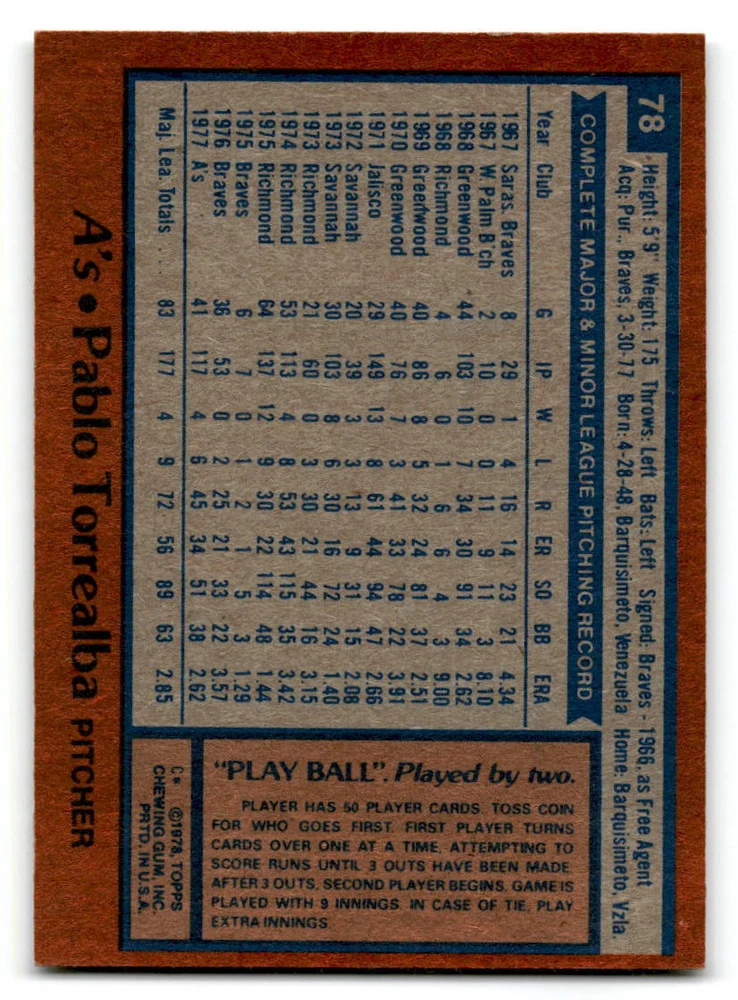 78
Height: 5'9" Weight: 175 Throws: Left Bats: Left Signed: Braves - 1966, as Free Agent
Acq: Pur., Braves, 3-30-77 Born: 4-28-48, Barquisimeto, Venezuela Home: Barquisimeto, Vzla.
COMPLETE MAJOR & MINOR LEAGUE PITCHING RECORD
Year Club G IP W L R ER SO BB ERA
1967 Saras. Braves 8 29 1 4 16 14 23 21 4.34
1967 W. Palm B'ch 2 10 0 0 11 9 11 3 8.10
1968 Greenwood 44 103 10 7 34 30 91 34 2.62
1968 Richmond 4 6 0 1 6 6 4 3 9.00
1969 Greenwood 40 86 8 5 32 24 81 37 2.51
1970 Greenwood 40 76 7 3 41 33 78 22 3.91
1971 Jalisco 29 149 13 8 61 44 94 47 2.66
1972 Savannah 20 39 3 3 13 9 31 15 2.08
1973 Savannah 30 103 8 6 30 16 72 24 1.40
1973 Richmond 21 60 0 3 30 21 44 16 3.15
1974 Richmond 53 113 4 8 53 43 115 35 3.42
1975 Richmond 64 137 12 9 30 22 114 48 1.44
1975 Braves 6 7 0 1 2 1 5 3 1.29
1976 Braves 36 53 0 2 25 21 33 22 3.57
1977 A's 41 117 4 6 45 34 51 38 2.62
Maj. Lea. Totals ... 83 177 4 9 72 56 89 63 2.85
"PLAY BALL". Played by two.
PLAYER HAS 50 PLAYER CARDS. TOSS COIN
FOR WHO GOES FIRST. FIRST PLAYER TURNS
CARDS OVER ONE AT A TIME, ATTEMPTING TO
SCORE RUNS UNTIL 3 OUTS HAVE BEEN MADE.
AFTER 3 OUTS, SECOND PLAYER BEGINS. GAME IS
PLAYED WITH 9 INNINGS. IN CASE OF TIE, PLAY
EXTRA INNINGS.
C* ©1978, TOPPS
CHEWING GUM, INC.
PRTD. IN U.S.A.
A's • Pablo Torrealba PITCHER